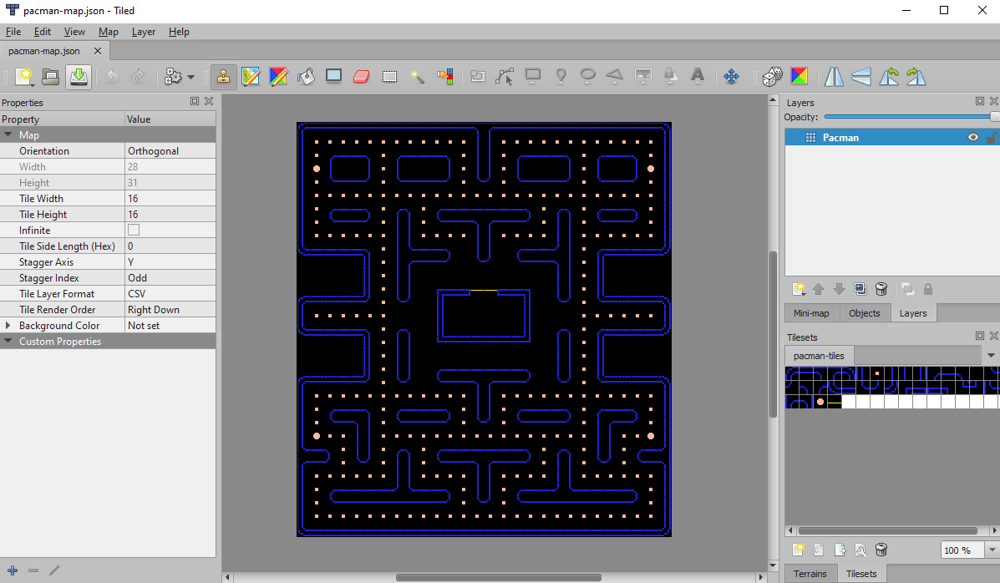 pacman-map.json - Tiled
File Edit View Map Layer Help
pacman-map.json
Properties
Property Value
Map
Orientation Orthogonal
Width 28
Height 31
Tile Width 16
Tile Height 16
Infinite
Tile Side Length (Hex) 0
Stagger Axis Y
Stagger Index Odd
Tile Layer Format CSV
Tile Render Order Right Down
Background Color Not set
Custom Properties
Layers
Opacity:
Pacman
Mini-map Objects Layers
Tilesets
pacman-tiles
100 %
Terrains Tilesets